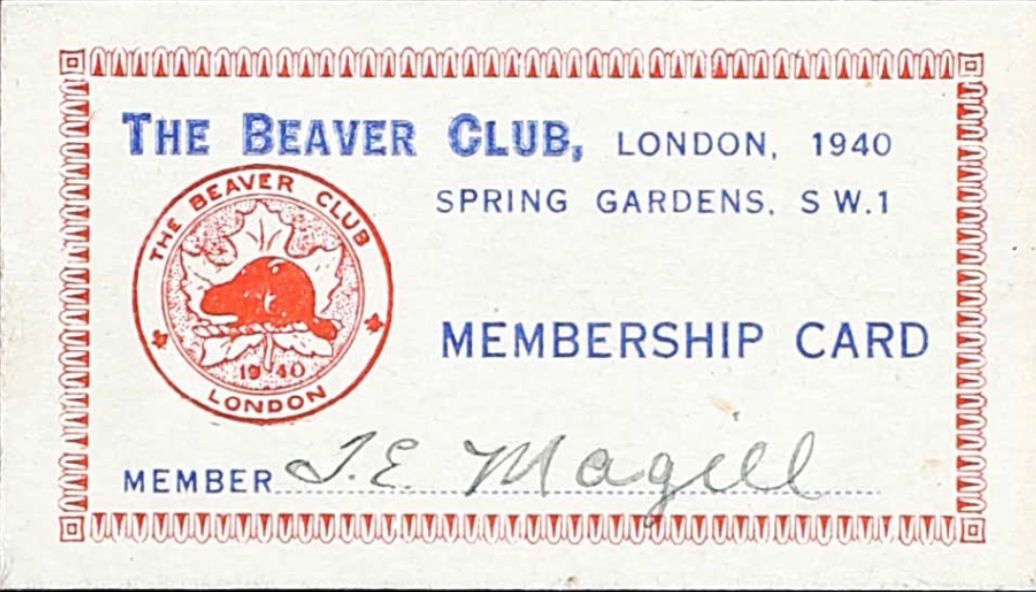 THE BEAVER CLUB, LONDON, 1940
SPRING GARDENS, S W.1
THE BEAVER CLUB
1940
LONDON
MEMBERSHIP CARD
MEMBER J.E. Magill